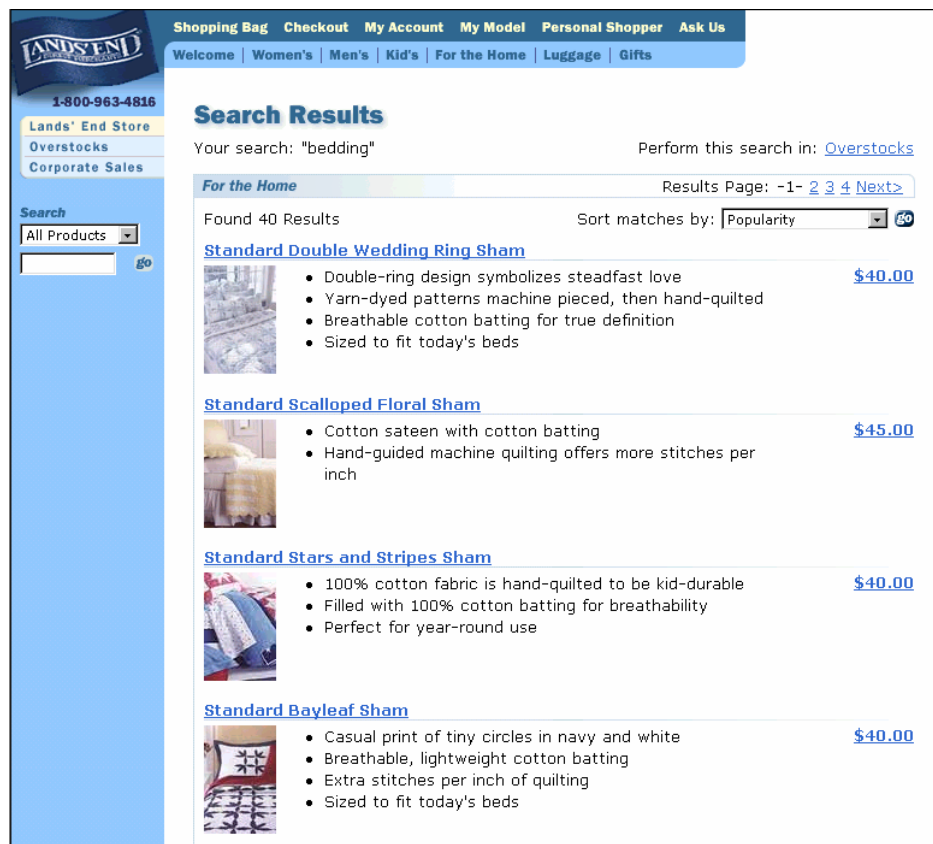 Shopping Bag Checkout My Account My Model Personal Shopper Ask Us
LANDS' END
Welcome | Women's | Men's | Kid's | For the Home | Luggage | Gifts
1-800-963-4816
Lands' End Store
Overstocks
Corporate Sales
Search
All Products
go
Search Results
Your search: "bedding"
Perform this search in: Overstocks
For the Home
Results Page: -1- 2 3 4 Next>
Found 40 Results
Sort matches by: Popularity go
Standard Double Wedding Ring Sham
• Double-ring design symbolizes steadfast love
$40.00
• Yarn-dyed patterns machine pieced, then hand-quilted
• Breathable cotton batting for true definition
• Sized to fit today's beds
Standard Scalloped Floral Sham
• Cotton sateen with cotton batting
$45.00
• Hand-guided machine quilting offers more stitches per
inch
Standard Stars and Stripes Sham
• 100% cotton fabric is hand-quilted to be kid-durable
$40.00
• Filled with 100% cotton batting for breathability
• Perfect for year-round use
Standard Bayleaf Sham
• Casual print of tiny circles in navy and white
$40.00
• Breathable, lightweight cotton batting
• Extra stitches per inch of quilting
• Sized to fit today's beds